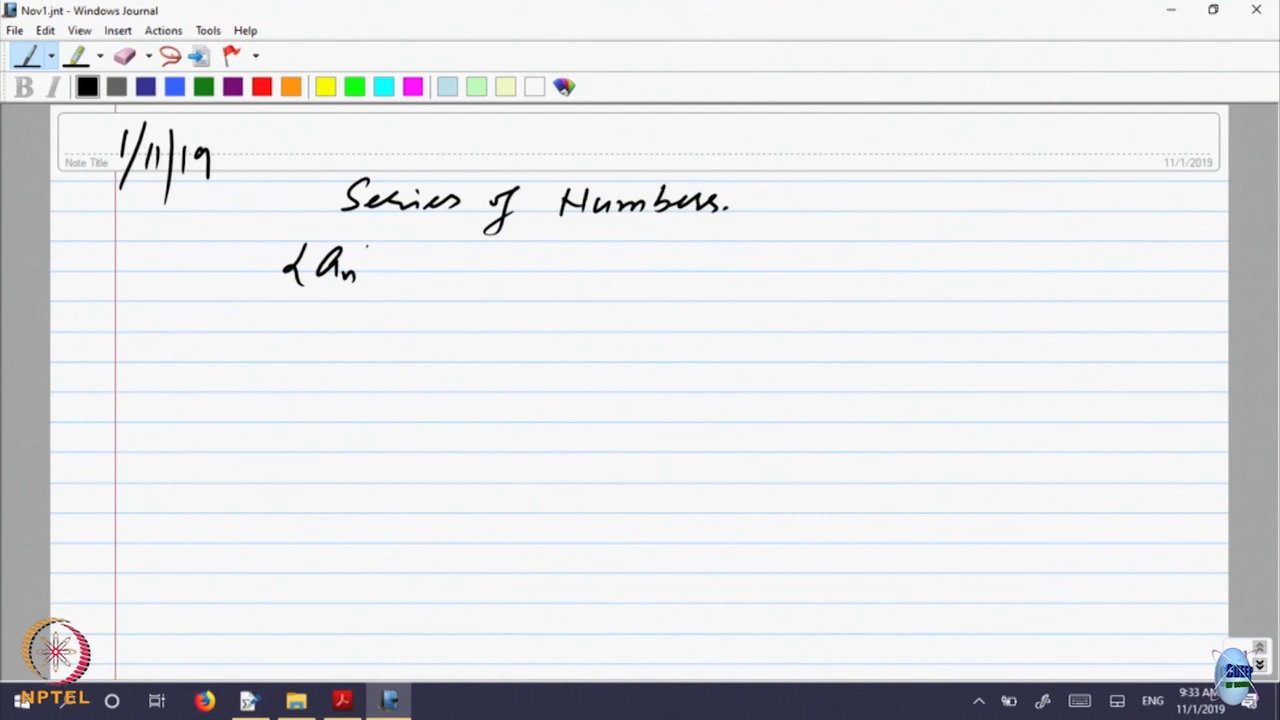 Nov1.jnt - Windows Journal
File Edit View Insert Actions Tools Help
B I
Note Title
11/1/2019
1/11/19
Series of Numbers.
{ an
NPTEL
ENG
9:33 AM
11/1/2019